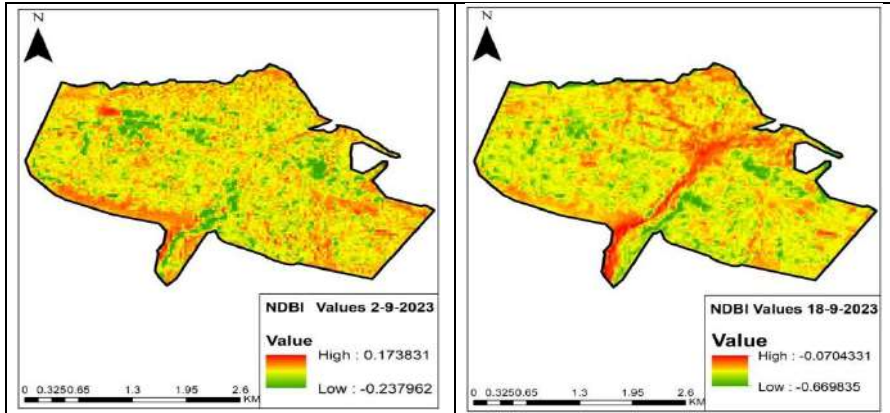 N
NDBI Values 2-9-2023
Value
High : 0.173831
Low : -0.237962
0 0.3250.65 1.3 1.95 2.6
KM
N
NDBI Values 18-9-2023
Value
High : -0.0704331
Low : -0.669835
0 0.3250.65 1.3 1.95 2.6
KM